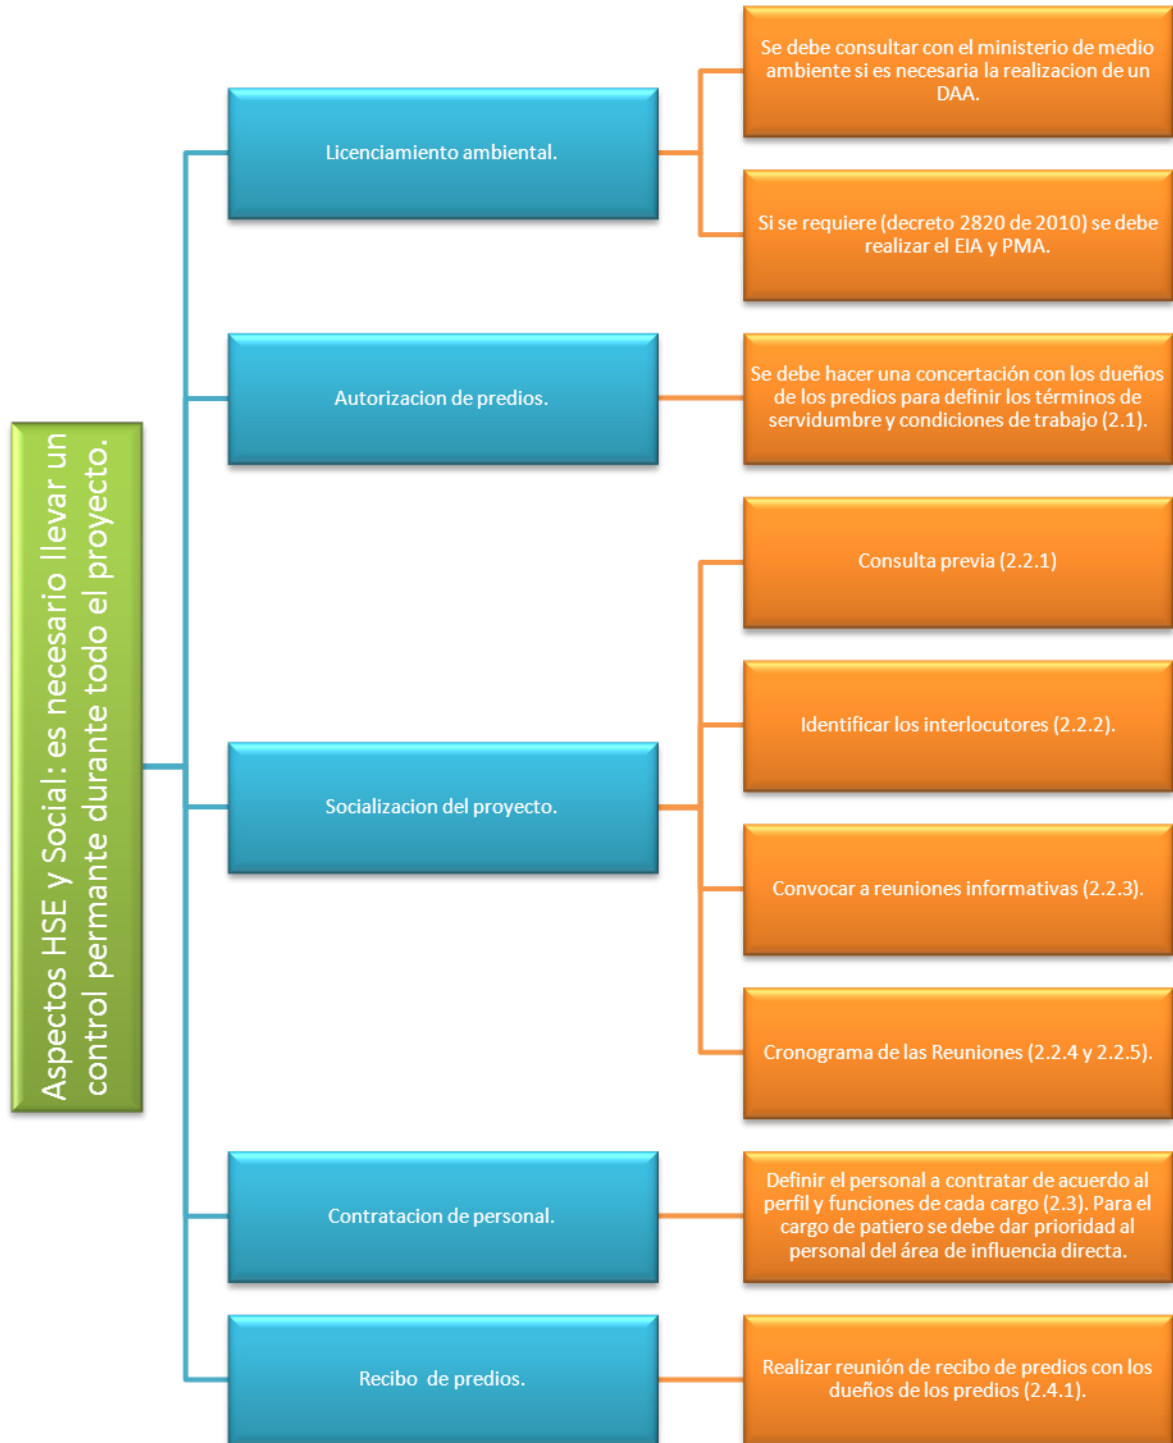 Aspectos HSE y Social: es necesario llevar un
control permante durante todo el proyecto.
Licenciamiento ambiental.
Se debe consultar con el ministerio de medio
ambiente si es necesaria la realizacion de un
DAA.
Si se requiere (decreto 2820 de 2010) se debe
realizar el EIA y PMA.
Autorizacion de predios.
Se debe hacer una concertación con los dueños
de los predios para definir los términos de
servidumbre y condiciones de trabajo (2.1).
Socializacion del proyecto.
Consulta previa (2.2.1)
Identificar los interlocutores (2.2.2).
Convocar a reuniones informativas (2.2.3).
Cronograma de las Reuniones (2.2.4 y 2.2.5).
Contratacion de personal.
Definir el personal a contratar de acuerdo al
perfil y funciones de cada cargo (2.3). Para el
cargo de patiero se debe dar prioridad al
personal del área de influencia directa.
Recibo de predios.
Realizar reunión de recibo de predios con los
dueños de los predios (2.4.1).